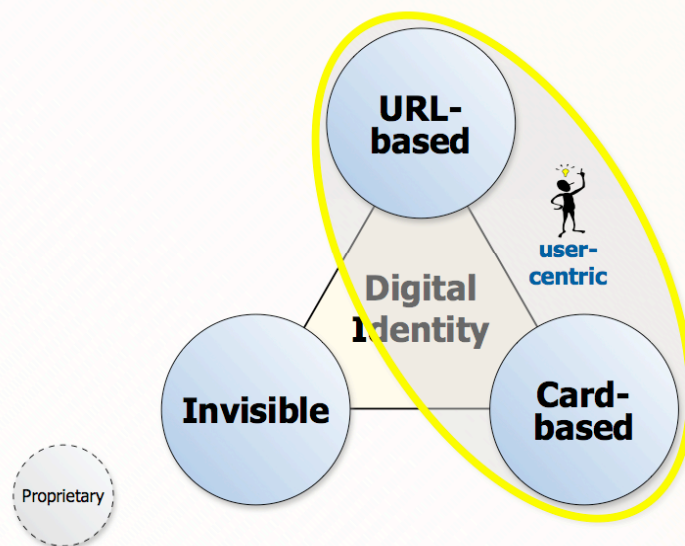 URL-
based
user-
centric
Digital
Identity
Invisible
Card-
based
Proprietary